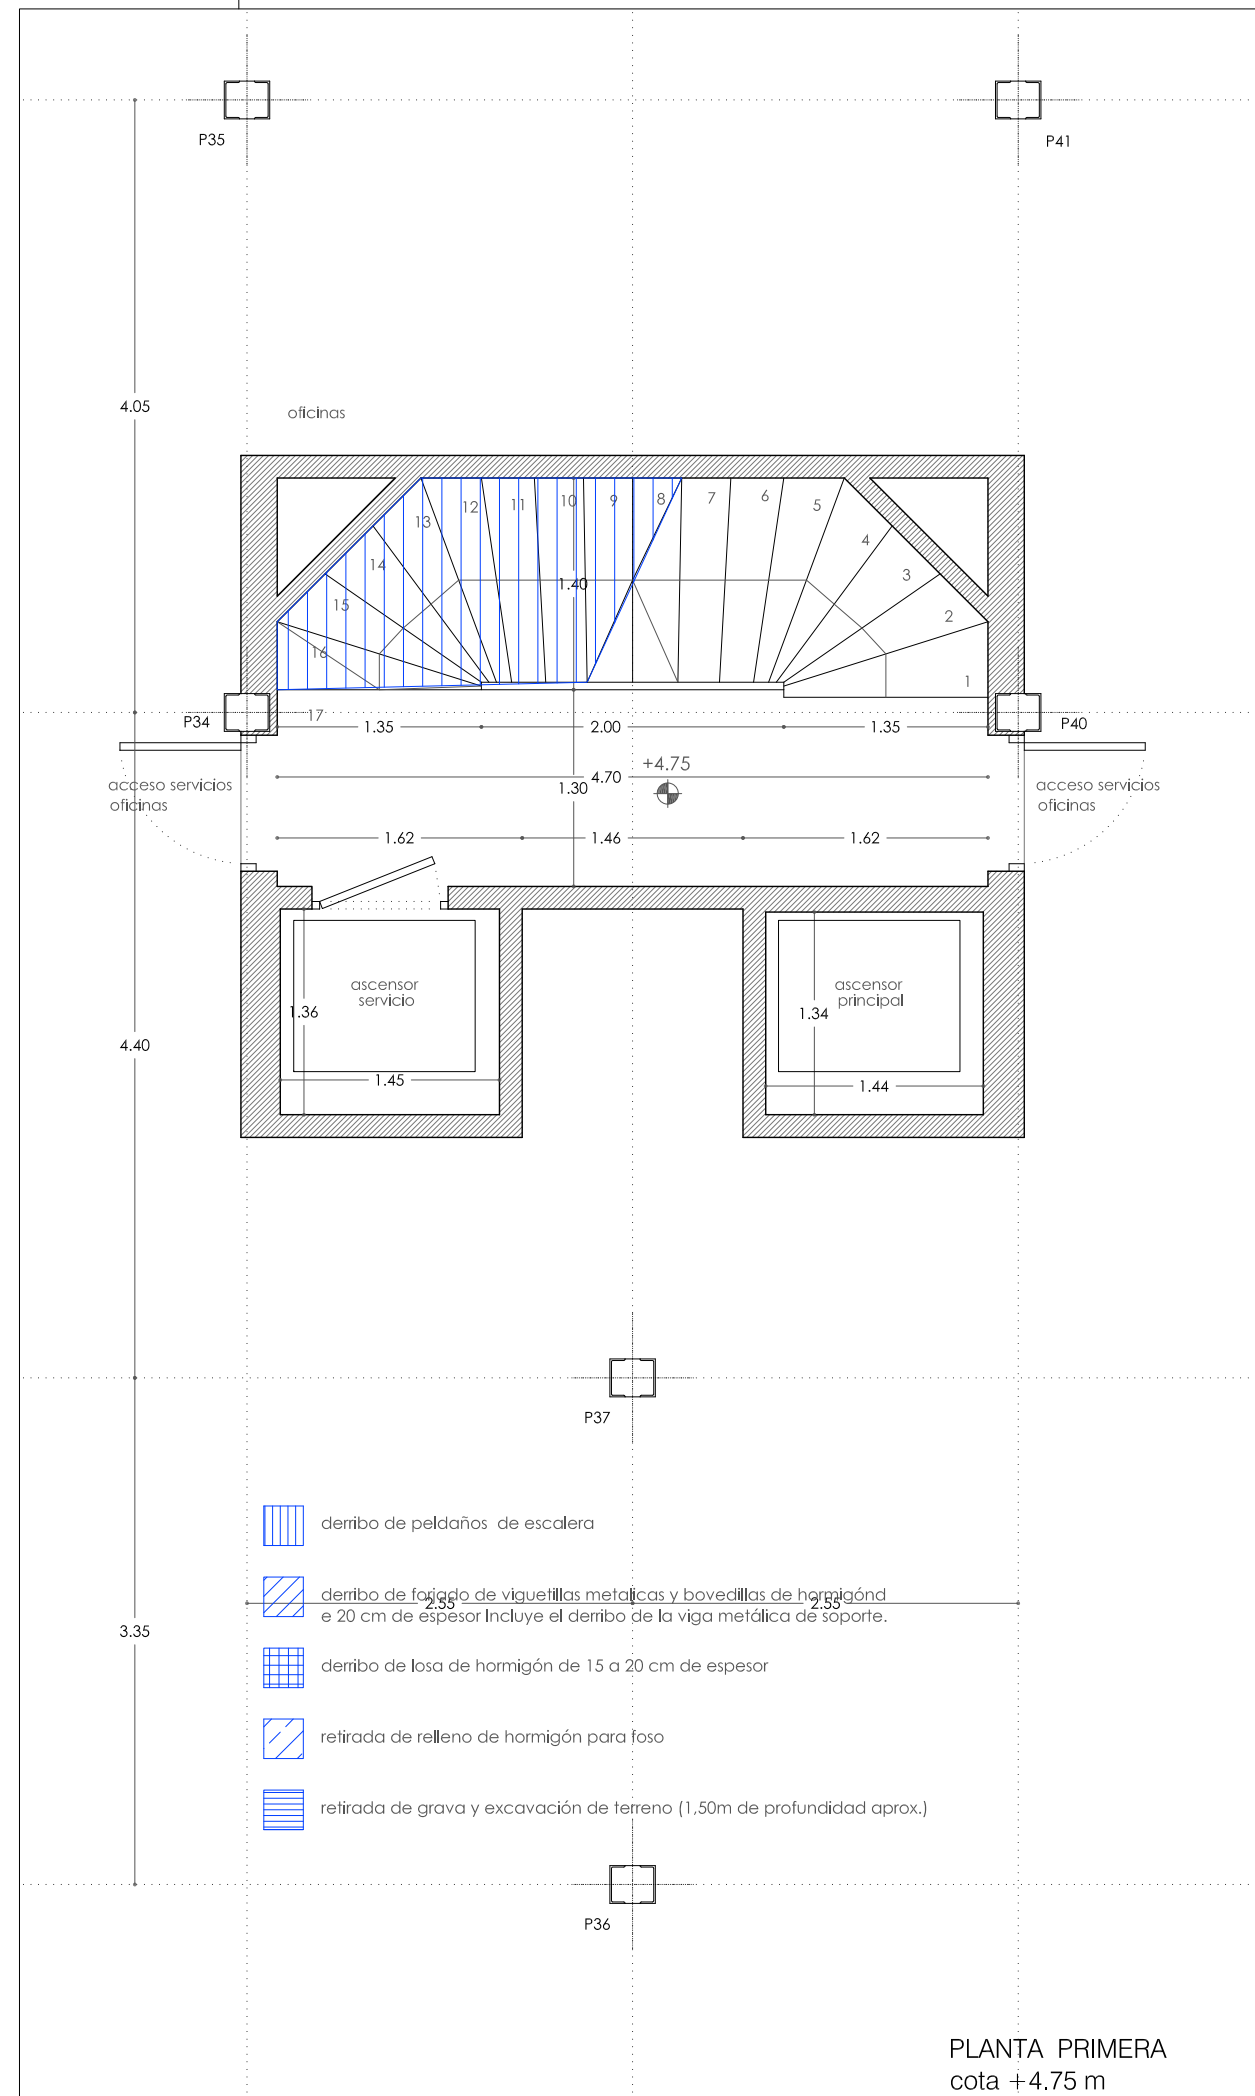 P35
P41
4.05
oficinas
13
12
11
10
9
8
7
6
5
4
3
2
1
14
15
16
17
1.40
P34
P40
1.35
2.00
1.35
+4.75
4.70
1.30
acceso servicios
oficinas
acceso servicios
oficinas
1.62
1.46
1.62
ascensor
servicio
1.36
1.45
ascensor
principal
1.34
1.44
4.40
P37
derribo de peldaños de escalera
derribo de forjado de viguetillas metalicas y bovedillas de hormigónd
e 20 cm de espesor Incluye el derribo de la viga metálica de soporte.
2.55
2.55
3.35
derribo de losa de hormigón de 15 a 20 cm de espesor
retirada de relleno de hormigón para foso
retirada de grava y excavación de terreno (1,50m de profundidad aprox.)
P36
PLANTA PRIMERA
cota +4.75 m